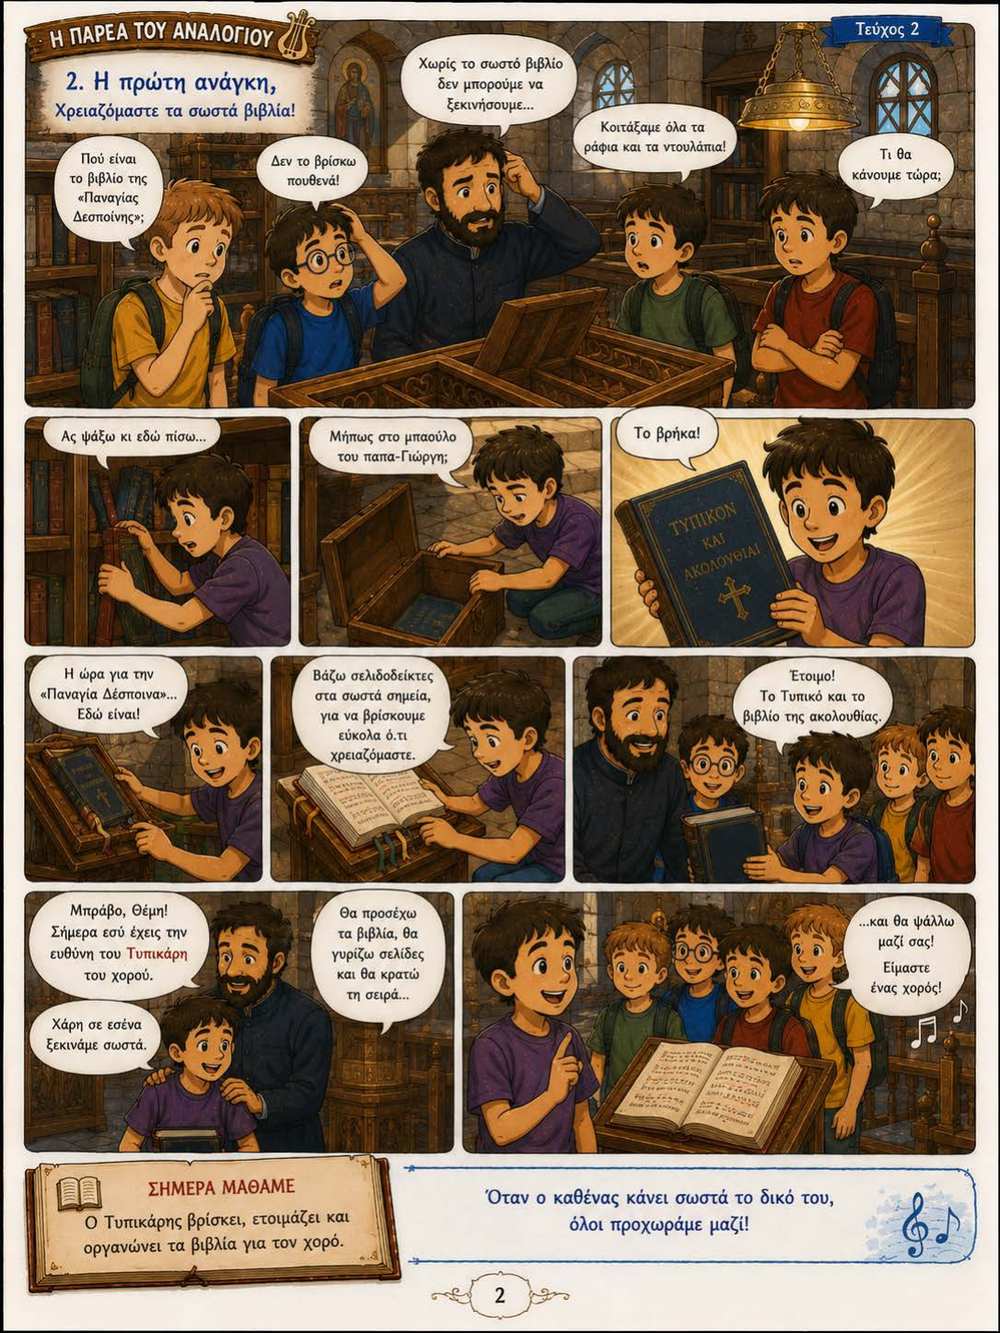 Η ΠΑΡΕΑ ΤΟΥ ΑΝΑΛΟΓΙΟΥ
Τεύχος 2
2. Η πρώτη ανάγκη,
Χρειαζόμαστε τα σωστά βιβλία!
Πού είναι
το βιβλίο της
«Παναγίας
Δεσποίνης»;
Δεν το βρίσκω
πουθενά!
Χωρίς το σωστό βιβλίο
δεν μπορούμε να
ξεκινήσουμε...
Κοιτάξαμε όλα τα
ράφια και τα ντουλάπια!
Τι θα
κάνουμε τώρα;
Ας ψάξω κι εδώ πίσω...
Μήπως στο μπαούλο
του παπα-Γιώργη;
Το βρήκα!
ΤΥΠΙΚΟΝ
ΚΑΙ
ΑΚΟΛΟΥΘΙΑΙ
Η ώρα για την
«Παναγία Δέσποινα»...
Εδώ είναι!
Βάζω σελιδοδείκτες
στα σωστά σημεία,
για να βρίσκουμε
εύκολα ό.τι
χρειαζόμαστε.
Έτοιμο!
Το Τυπικό και το
βιβλίο της ακολουθίας.
Μπράβο, Θέμη!
Σήμερα εσύ έχεις την
ευθύνη του Τυπικάρη
του χορού.
Χάρη σε εσένα
ξεκινάμε σωστά.
Θα προσέχω
τα βιβλία, θα
γυρίζω σελίδες
και θα κρατώ
τη σειρά...
...και θα ψάλλω
μαζί σας!
Είμαστε
ένας χορός!
ΣΗΜΕΡΑ ΜΑΘΑΜΕ
Ο Τυπικάρης βρίσκει, ετοιμάζει και
οργανώνει τα βιβλία για τον χορό.
Όταν ο καθένας κάνει σωστά το δικό του,
όλοι προχωράμε μαζί!
2